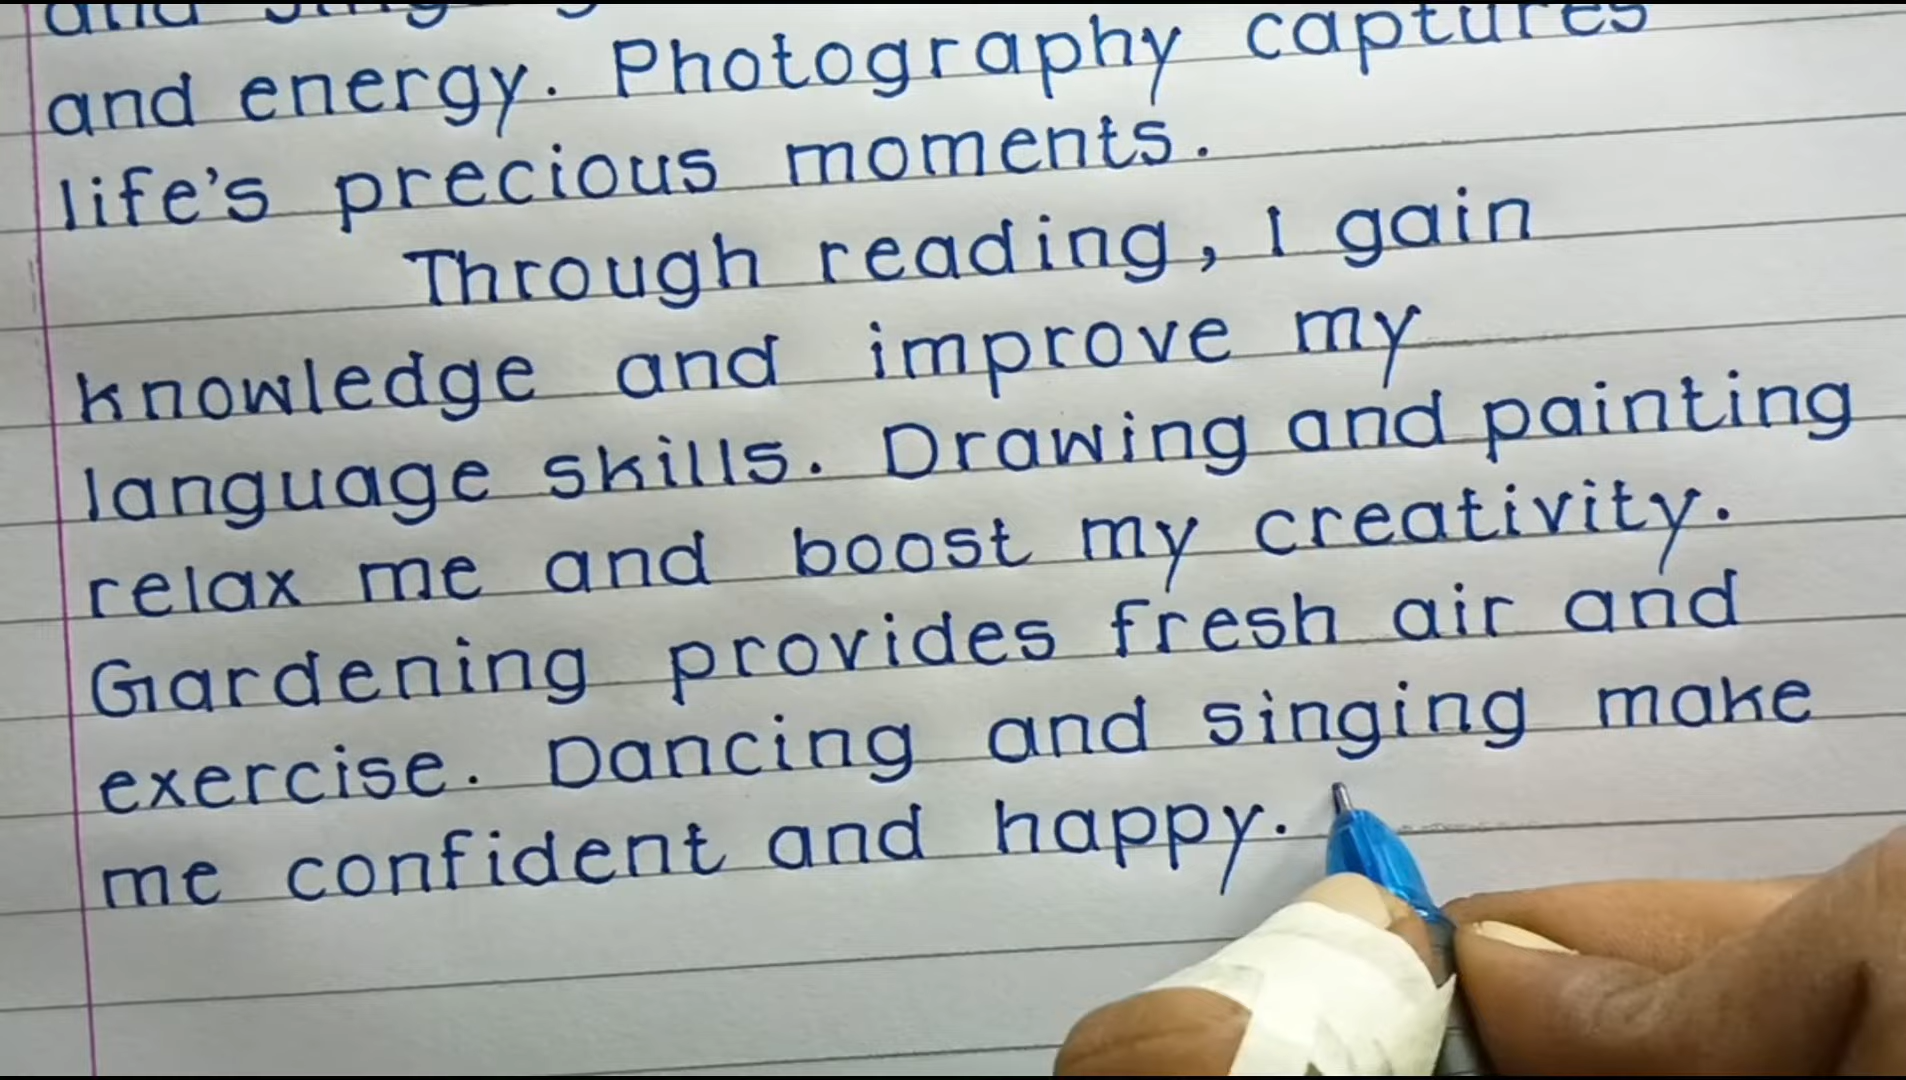 and
and energy. Photography captures
life's precious moments.
Through reading, I gain
knowledge and improve my
language skills. Drawing and painting
relax me and boost my creativity.
Gardening provides fresh air and
exercise. Dancing and singing make
me confident and happy.